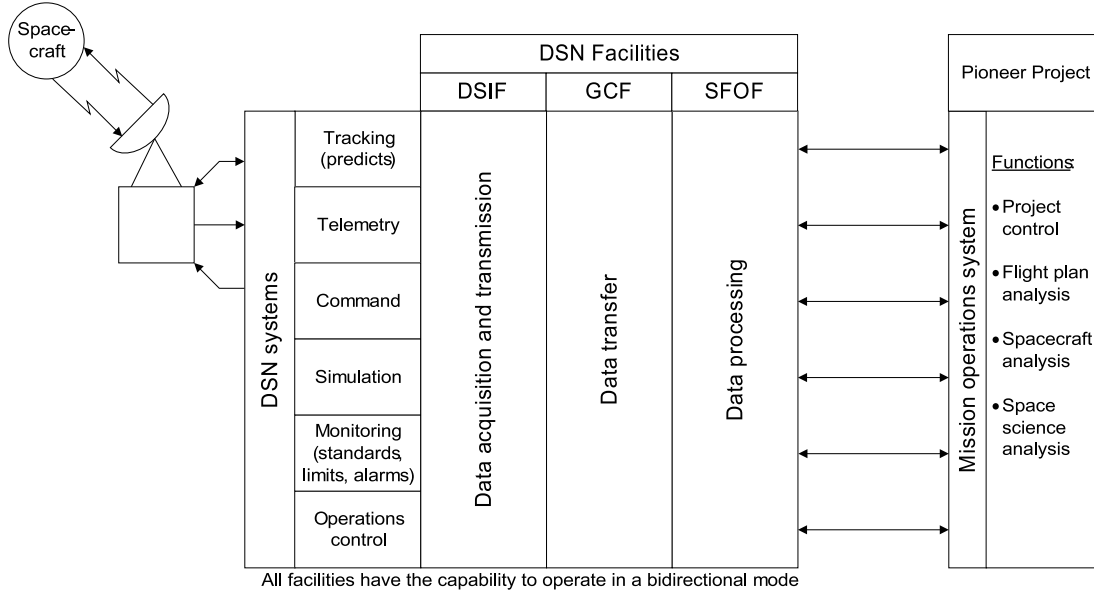 Space-
craft
DSN Facilities
DSIF
GCF
SFOF
Pioneer Project
DSN systems
Tracking
(predicts)
Telemetry
Command
Simulation
Monitoring
(standards,
limits, alarms)
Operations
control
Data acquisition and transmission
Data transfer
Data processing
Mission operations system
Functions:
• Project
control
• Flight plan
analysis
• Spacecraft
analysis
• Space
science
analysis
All facilities have the capability to operate in a bidirectional mode